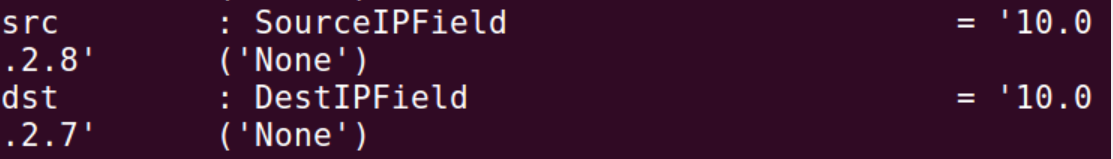 src        : SourceIPField                       = '10.0
.2.8'      ('None')
dst        : DestIPField                         = '10.0
.2.7'      ('None')